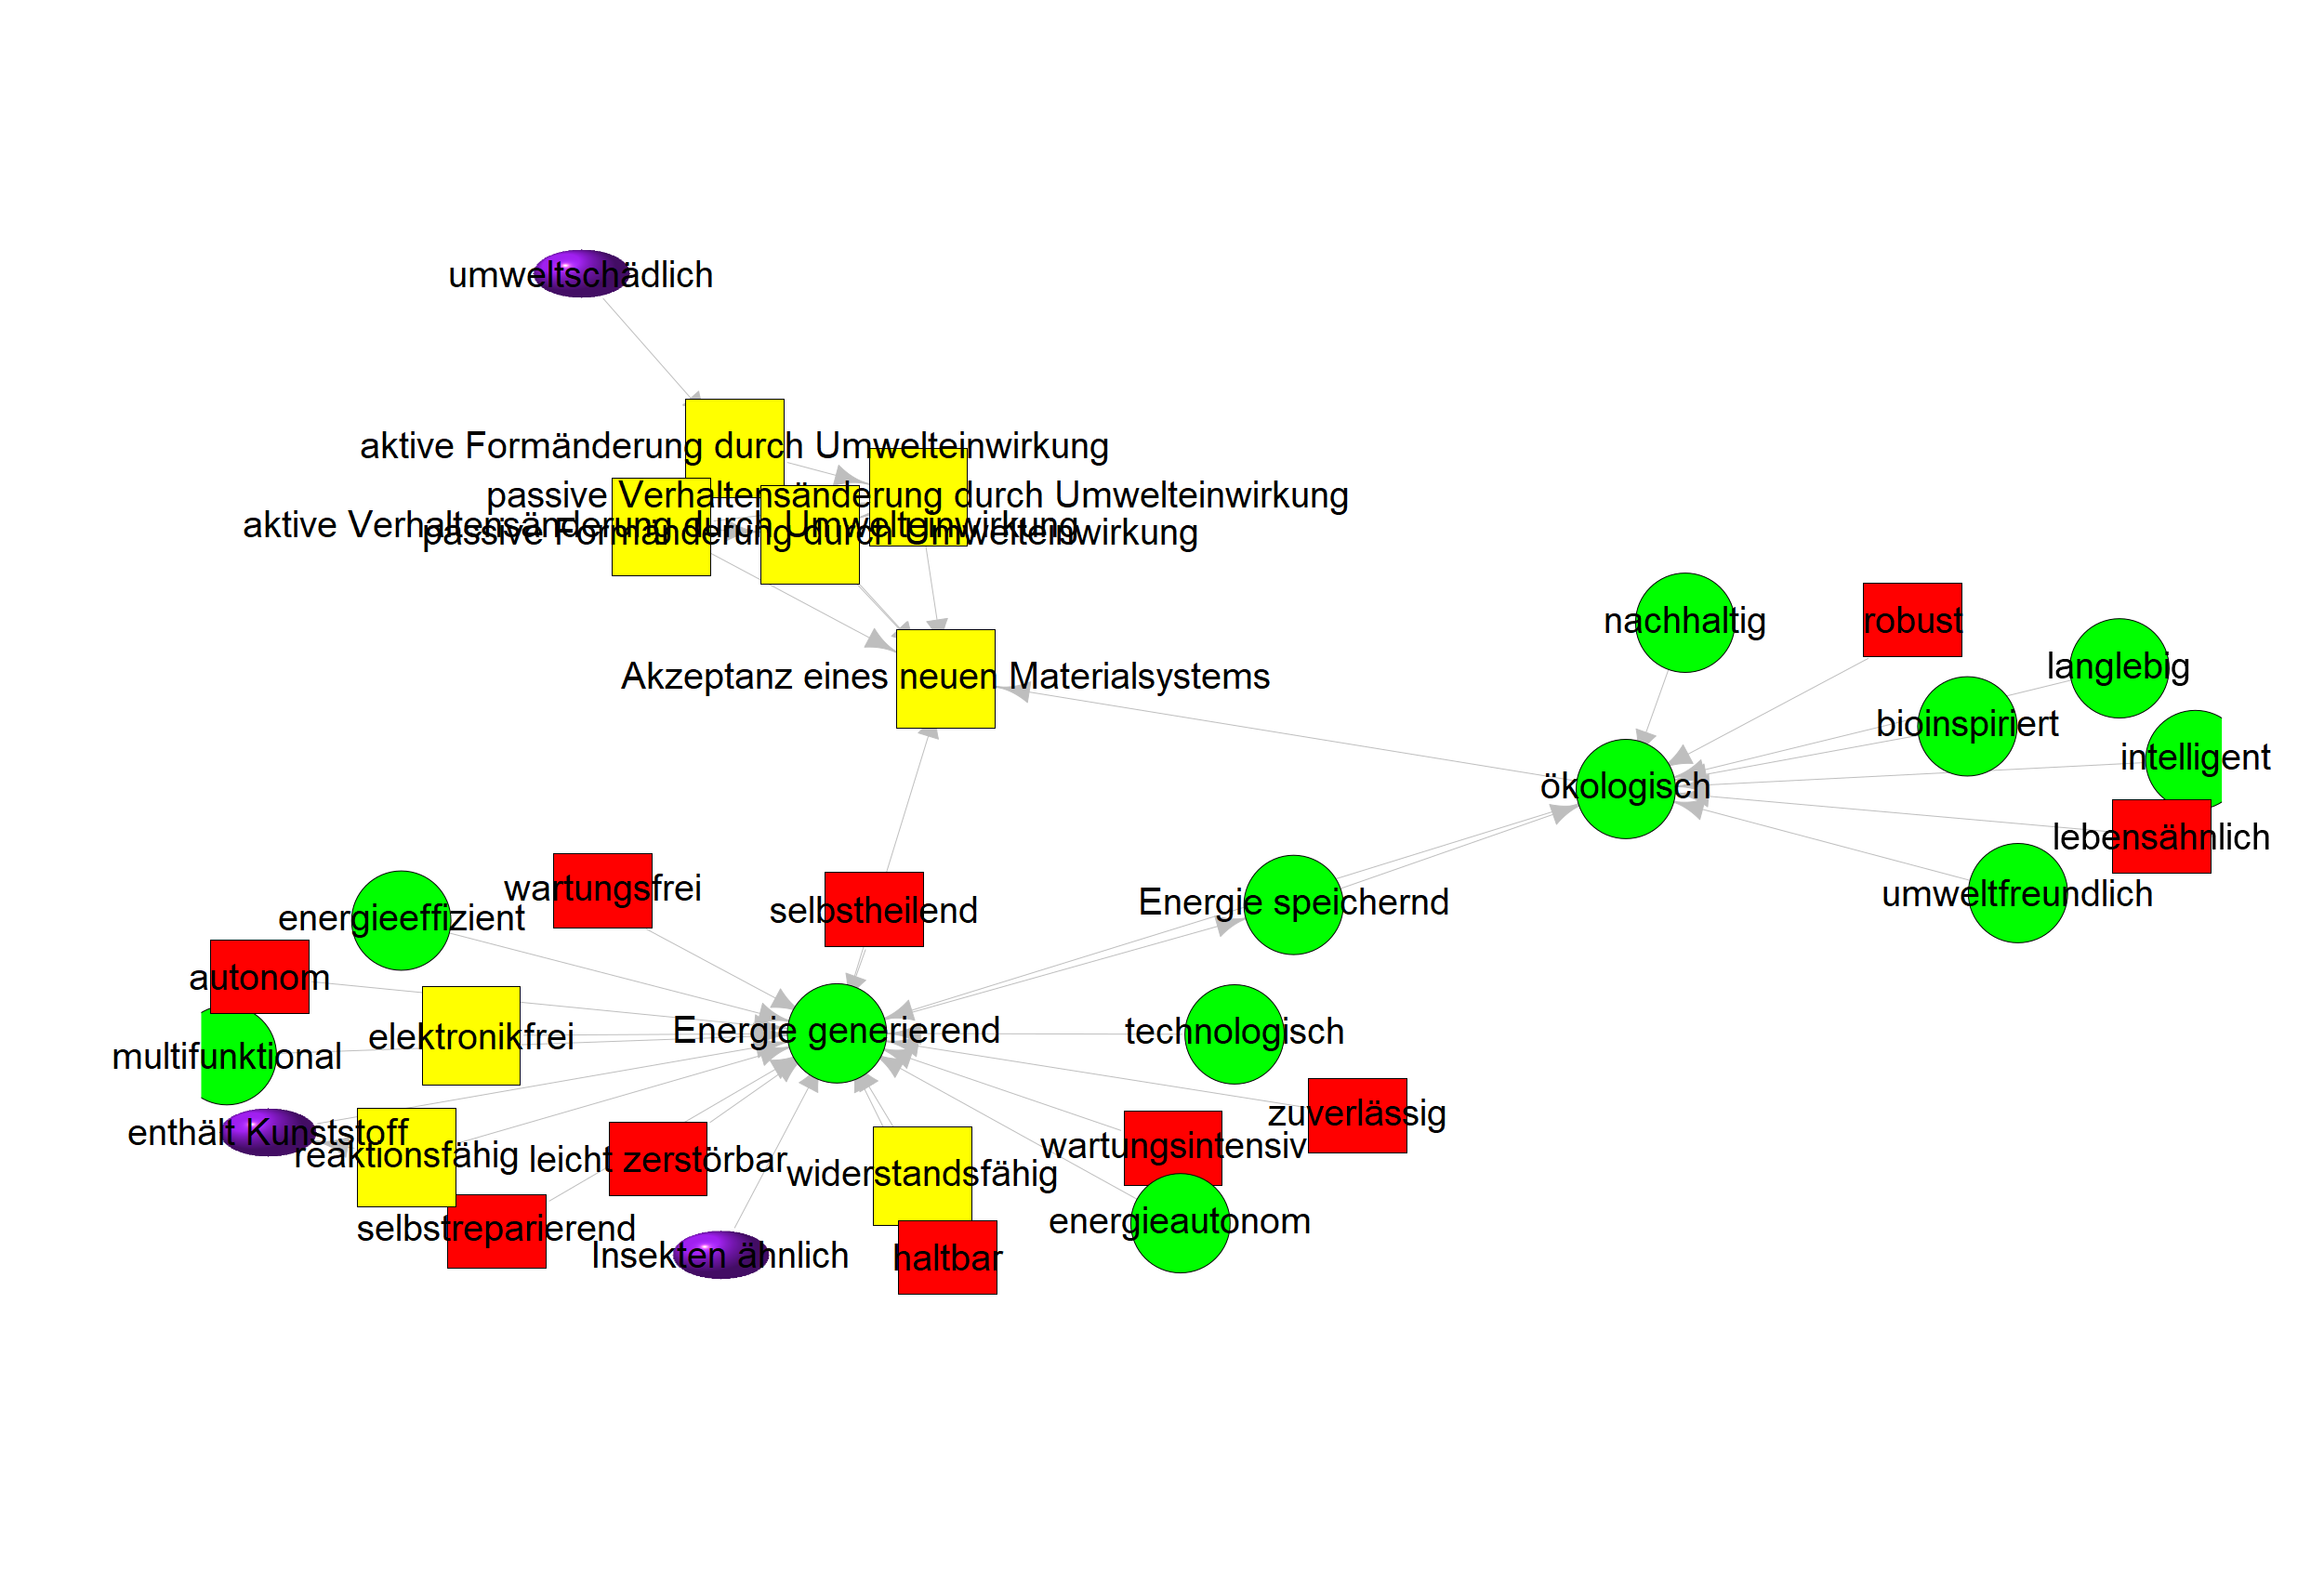 umweltschädlich
aktive Formänderung durch Umwelteinwirkung
passive Verhaltensänderung durch Umwelteinwirkung
aktive Verhaltensänderung durch Umwelteinwirkung
passive Formänderung durch Umwelteinwirkung
Akzeptanz eines neuen Materialsystems
nachhaltig
robust
langlebig
bioinspiriert
intelligent
ökologisch
lebensähnlich
umweltfreundlich
wartungsfrei
energieeffizient
selbstheilend
Energie speichernd
autonom
elektronikfrei
Energie generierend
technologisch
multifunktional
enthält Kunststoff
reaktionsfähig
leicht zerstörbar
widerstandsfähig
wartungsintensiv
zuverlässig
selbstreparierend
Insekten ähnlich
haltbar
energieautonom